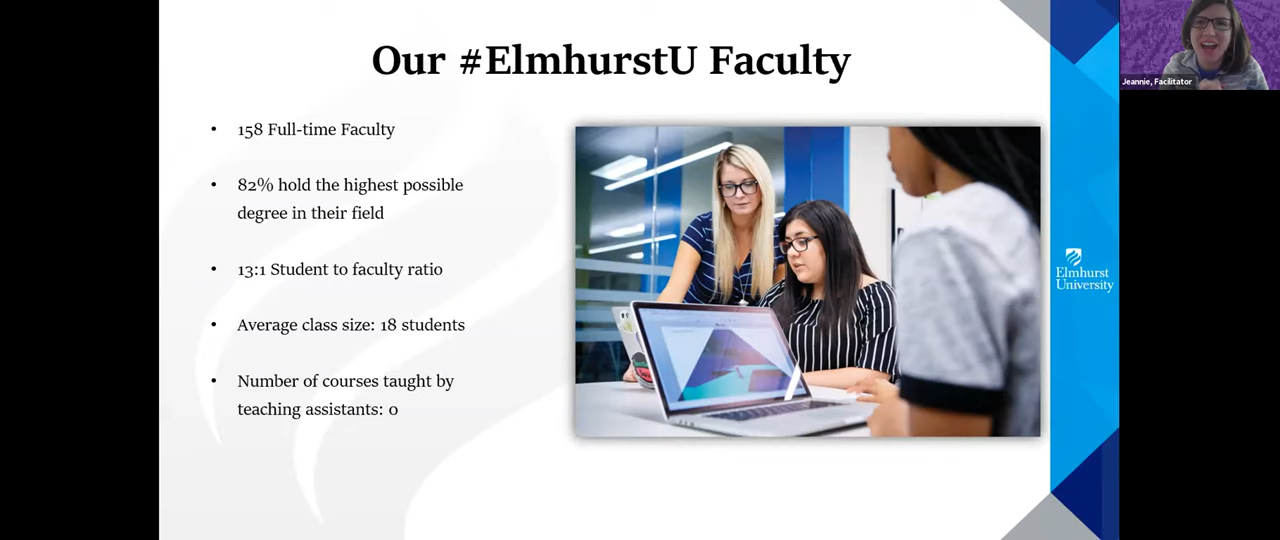 Our #ElmhurstU Faculty
• 158 Full-time Faculty
• 82% hold the highest possible
degree in their field
• 13:1 Student to faculty ratio
• Average class size: 18 students
• Number of courses taught by
teaching assistants: 0
Elmhurst
University
Jeannie, Facilitator